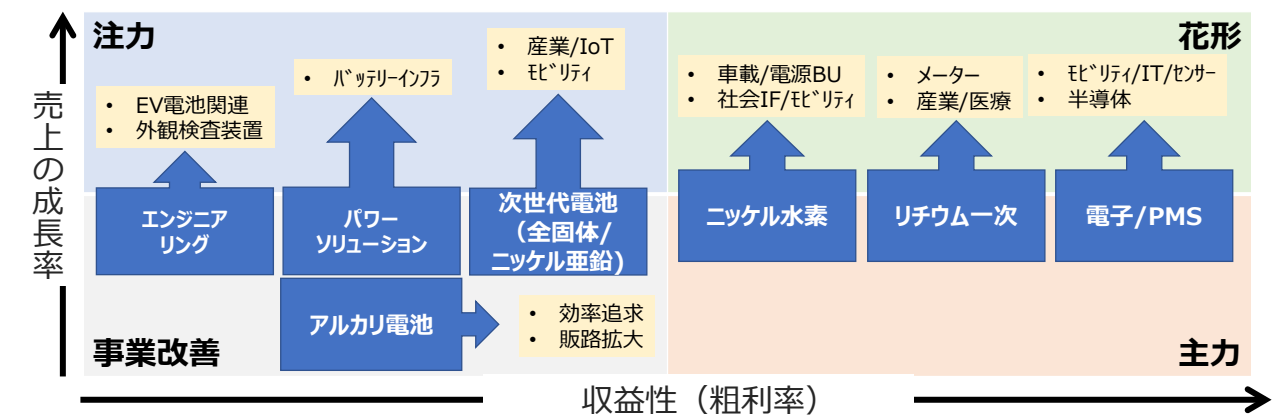 注力
花形
• EV電池関連
• 外観検査装置
• ﾊﾞｯﾃﾘｰｲﾝﾌﾗ
• 産業/IoT
• ﾓﾋﾞﾘﾃｨ
• 車載/電源BU
• 社会IF/ﾓﾋﾞﾘﾃｨ
• メーター
• 産業/医療
• ﾓﾋﾞﾘﾃｨ/IT/ｾﾝｻｰ
• 半導体
売上の成長率
エンジニア
リング
パワー
ソリューション
次世代電池
（全固体/
ニッケル亜鉛)
ニッケル水素
リチウム一次
電子/PMS
アルカリ電池
• 効率追求
• 販路拡大
事業改善
主力
収益性（粗利率）